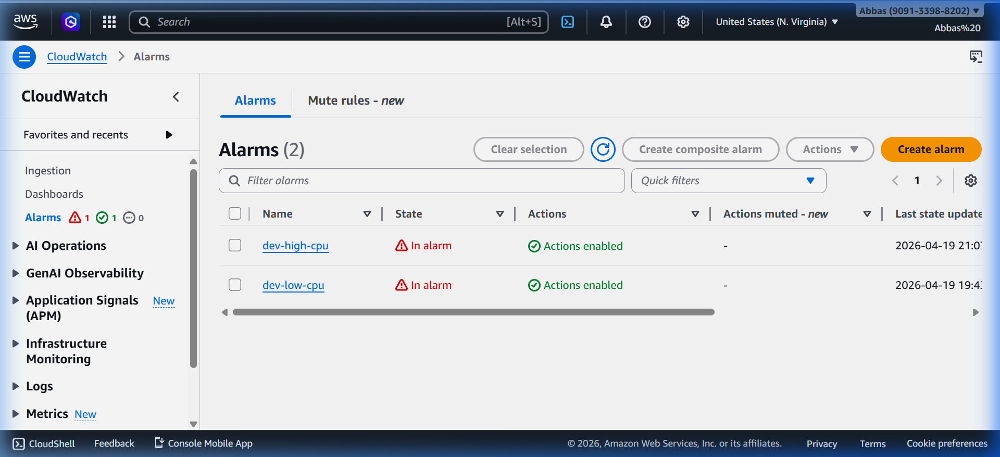 aws
Search
[Alt+S]
United States (N. Virginia)
Abbas (9091-3398-8202)
Abbas%20
CloudWatch
Alarms
CloudWatch
Favorites and recents
Ingestion
Dashboards
Alarms 1 1 0
AI Operations
GenAI Observability
Application Signals New
(APM)
Infrastructure
Monitoring
Logs
Metrics New
Alarms
Mute rules - new
Alarms (2)
Clear selection
Create composite alarm
Actions
Create alarm
Filter alarms
Quick filters
1
Name State Actions Actions muted - new Last state update
dev-high-cpu In alarm Actions enabled - 2026-04-19 21:0
dev-low-cpu In alarm Actions enabled - 2026-04-19 19:4
CloudShell
Feedback
Console Mobile App
© 2026, Amazon Web Services, Inc. or its affiliates.
Privacy
Terms
Cookie preferences